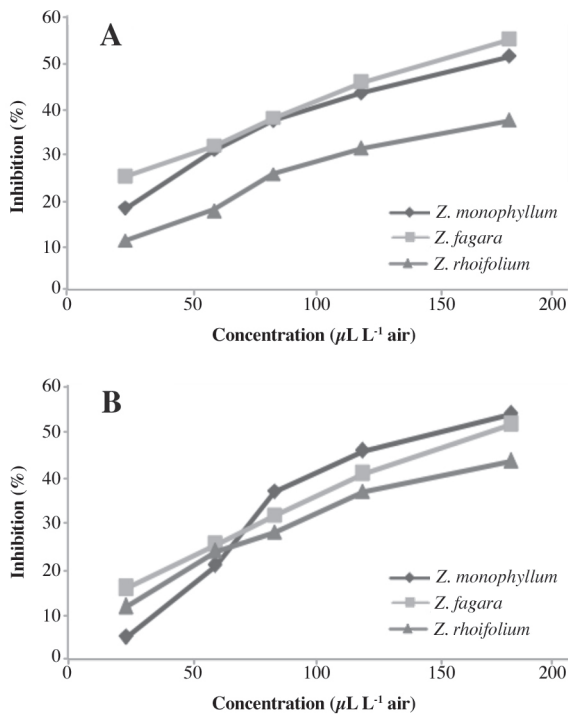 60
A
50
40
30
20
10
0
Inhibition (%)
Z. monophyllum
Z. fagara
Z. rhoifolium
0 50 100 150 200
Concentration (µL L-1 air)
60
B
50
40
30
20
10
0
Inhibition (%)
Z. monophyllum
Z. fagara
Z. rhoifolium
0 50 100 150 200
Concentration (µL L-1 air)